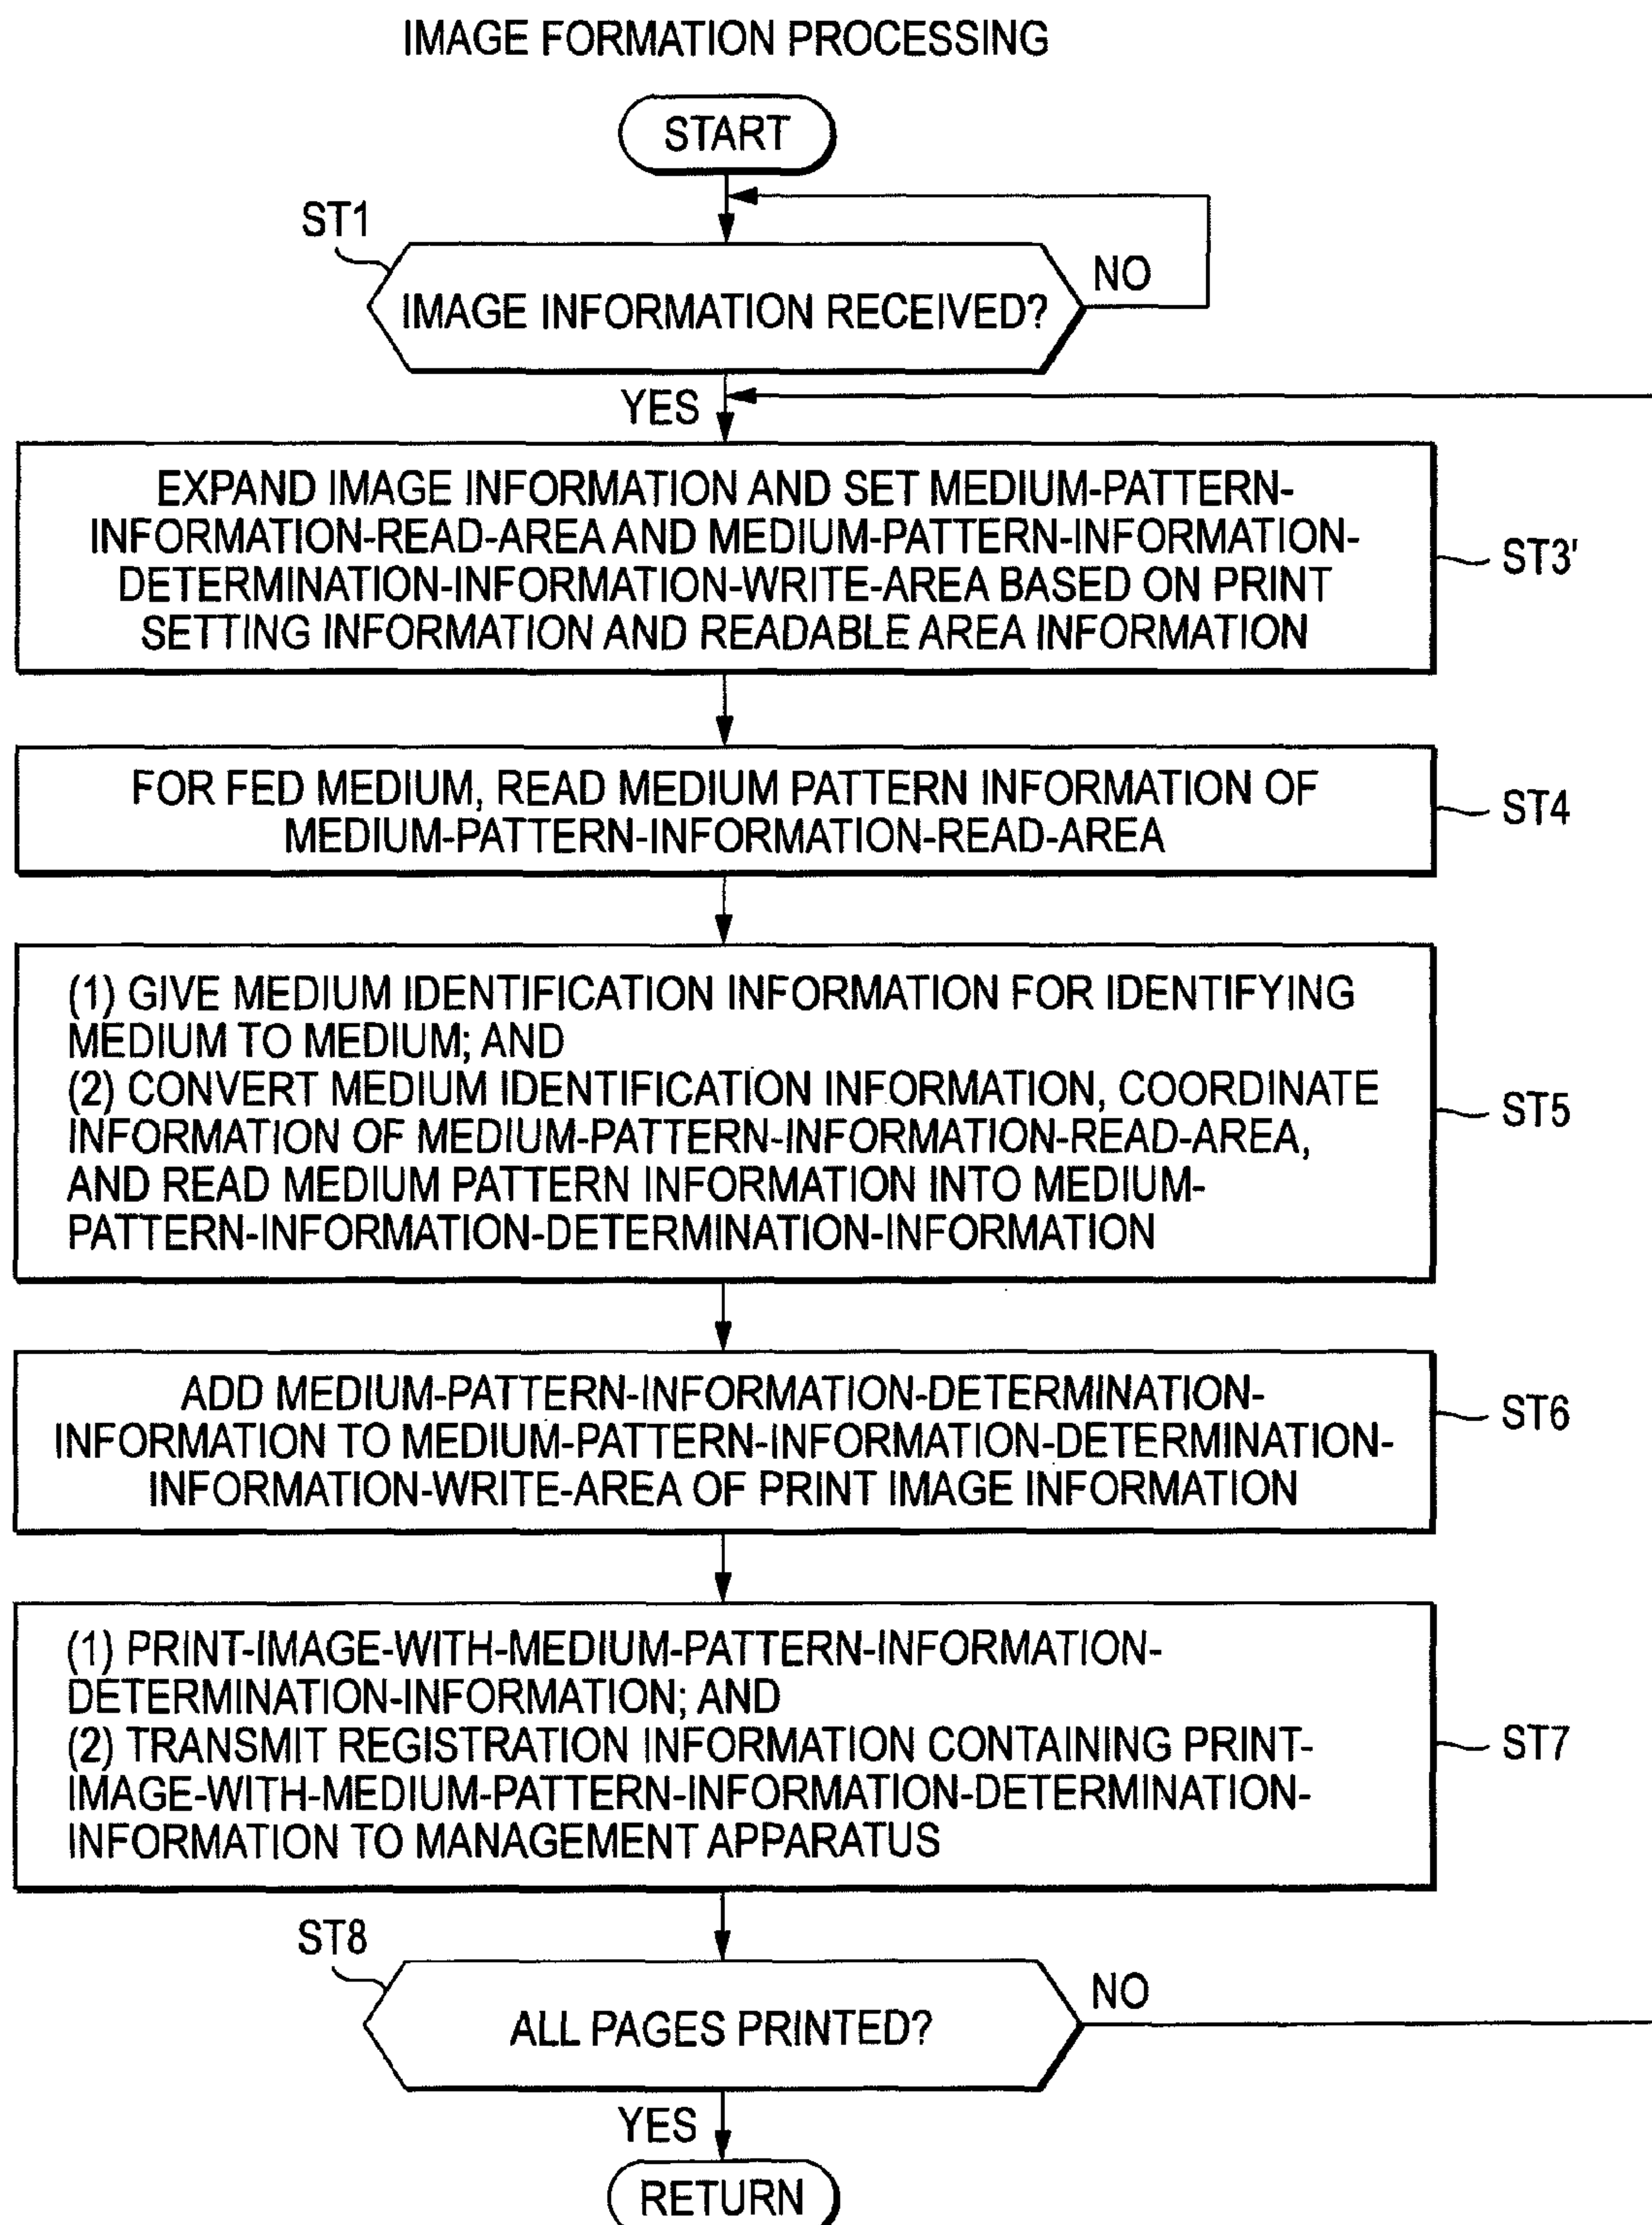 IMAGE FORMATION PROCESSING
START
ST1
IMAGE INFORMATION RECEIVED?
NO
YES
EXPAND IMAGE INFORMATION AND SET MEDIUM-PATTERN-
INFORMATION-READ-AREA AND MEDIUM-PATTERN-INFORMATION-
DETERMINATION-INFORMATION-WRITE-AREA BASED ON PRINT
SETTING INFORMATION AND READABLE AREA INFORMATION
ST3'
FOR FED MEDIUM, READ MEDIUM PATTERN INFORMATION OF
MEDIUM-PATTERN-INFORMATION-READ-AREA
ST4
(1) GIVE MEDIUM IDENTIFICATION INFORMATION FOR IDENTIFYING
MEDIUM TO MEDIUM; AND
(2) CONVERT MEDIUM IDENTIFICATION INFORMATION, COORDINATE
INFORMATION OF MEDIUM-PATTERN-INFORMATION-READ-AREA,
AND READ MEDIUM PATTERN INFORMATION INTO MEDIUM-
PATTERN-INFORMATION-DETERMINATION-INFORMATION
ST5
ADD MEDIUM-PATTERN-INFORMATION-DETERMINATION-
INFORMATION TO MEDIUM-PATTERN-INFORMATION-DETERMINATION-
INFORMATION-WRITE-AREA OF PRINT IMAGE INFORMATION
ST6
(1) PRINT-IMAGE-WITH-MEDIUM-PATTERN-INFORMATION-
DETERMINATION-INFORMATION; AND
(2) TRANSMIT REGISTRATION INFORMATION CONTAINING PRINT-
IMAGE-WITH-MEDIUM-PATTERN-INFORMATION-DETERMINATION-
INFORMATION TO MANAGEMENT APPARATUS
ST7
ST8
ALL PAGES PRINTED?
NO
YES
RETURN